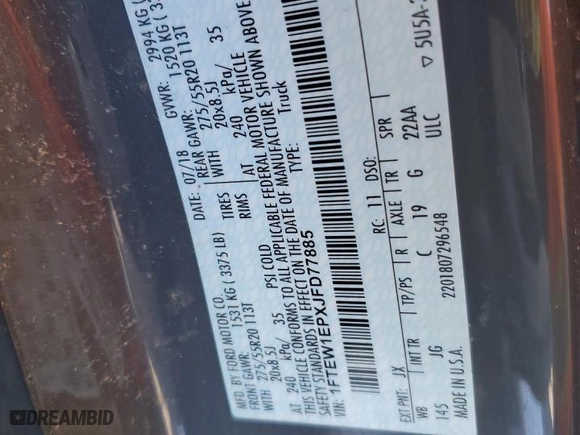 MFD. BY FORD MOTOR CO.
DATE: 07/18 GVWR: 2994 KG (
FRONT GAWR: 1531 KG ( 3375 LB) REAR GAWR: 1520 KG (
275/55R20 113T TIRES 275/55R20 113T
WITH 20x8.5J RIMS WITH 20x8.5J
AT 240 kPa/ 35 PSI COLD AT 240 kPa/ 35
THIS VEHICLE CONFORMS TO ALL APPLICABLE FEDERAL MOTOR VEHICLE
STANDARDS IN EFFECT ON THE DATE OF MANUFACTURE SHOWN ABOVE
VIN: 1FTEW1EPXJFD77885 TYPE: Truck
EXT PNT: JX RC: 11 DSO:
WB INT TR TP/PS R AXLE TR SPR
145 JG C 19 G 22AA
2201807296548 ULC
MADE IN U.S.A. ▽ 5U5A-
DREAMBID